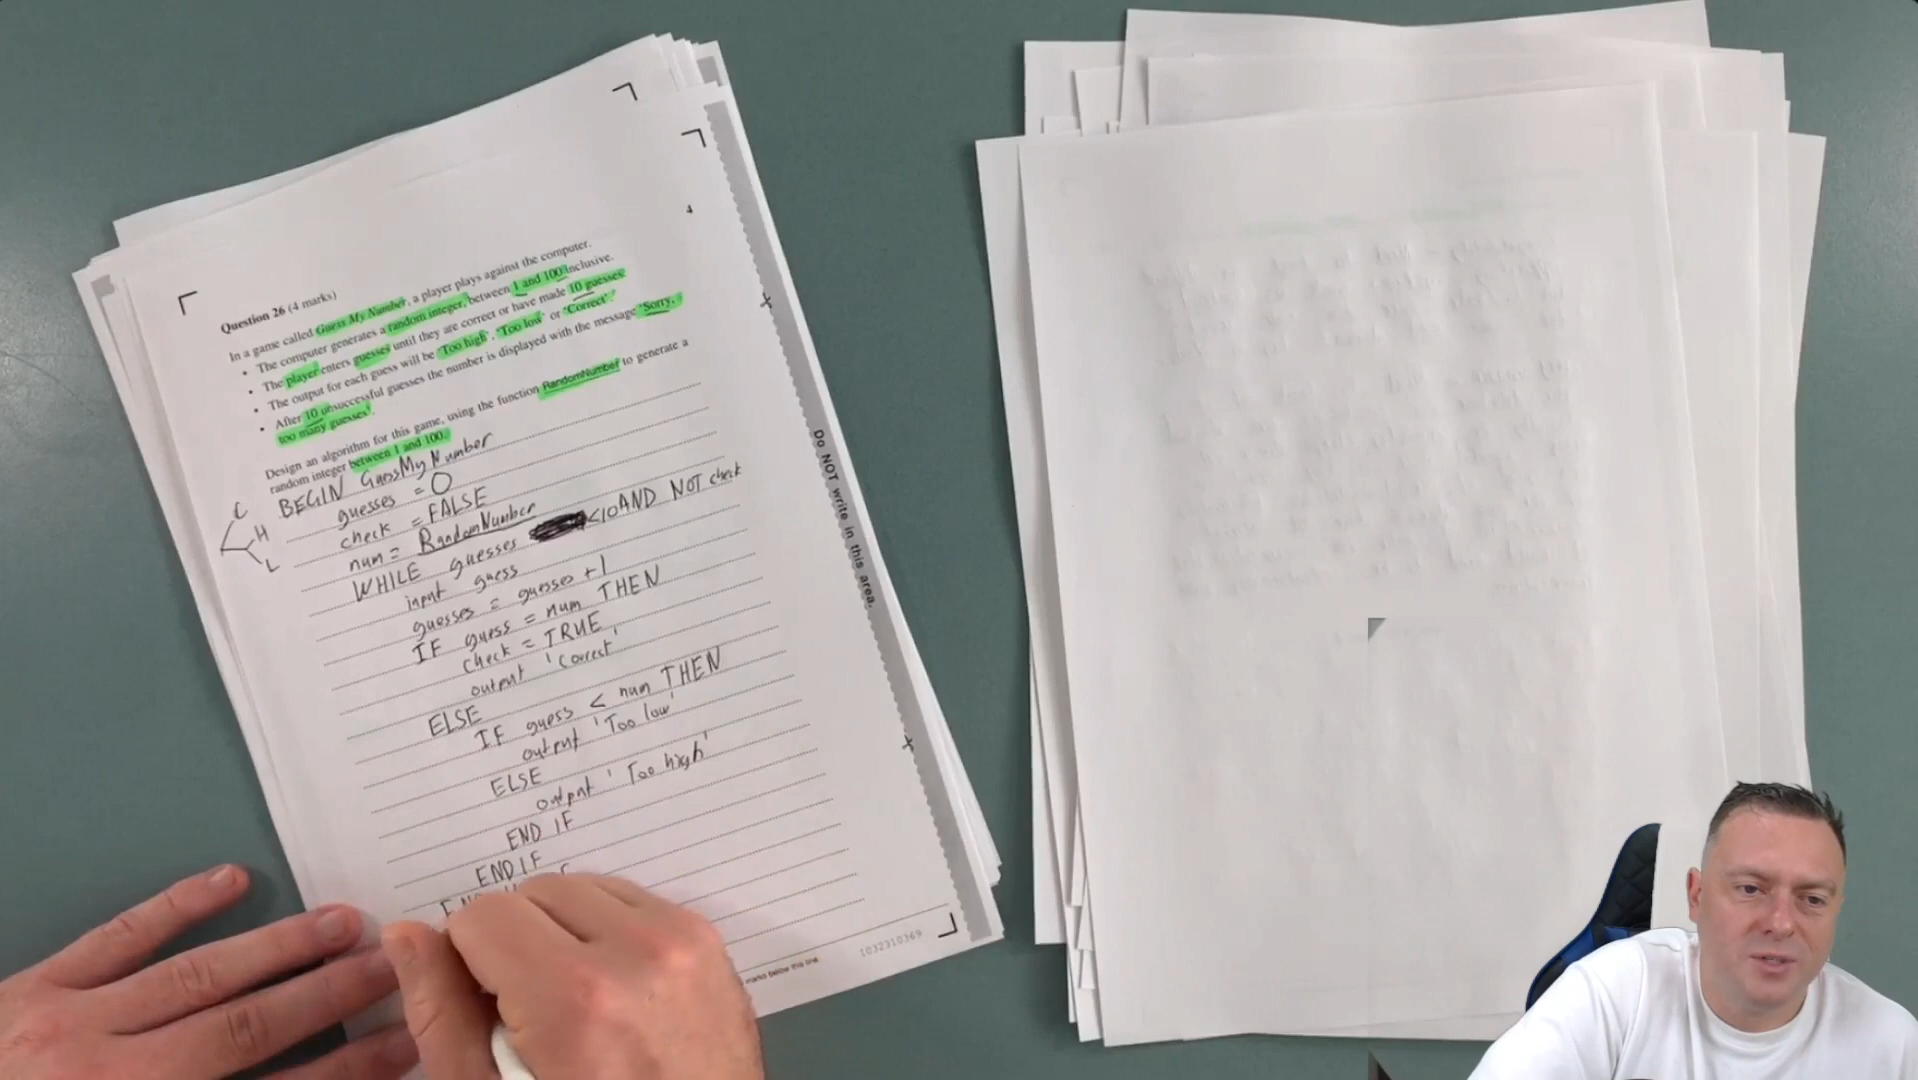 4
Question 26 (4 marks)
In a game called Guess My Number, a player plays against the computer.
• The computer generates a random integer, between 1 and 100 inclusive.
• The player enters guesses until they are correct or have made 10 guesses.
• The output for each guess will be 'Too high', 'Too low' or 'Correct'.
• After 10 unsuccessful guesses the number is displayed with the message 'Sorry,
too many guesses'.
Design an algorithm for this game, using the function RandomNumber to generate a
random integer between 1 and 100.
BEGIN GuessMyNumber
guesses = 0
check = FALSE
num = RandomNumber
WHILE guesses <10 AND NOT check
input guess
guesses = guesses +1
IF guess = num THEN
check = TRUE
output 'Correct'
ELSE
IF guess < num THEN
output 'Too low'
ELSE
output 'Too high'
END IF
END IF
C
H
L
Do NOT write in this area.
marks below this line
1032310369